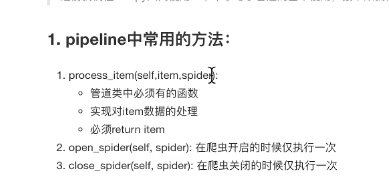 1. pipeline中常用的方法：
1. process_item(self,item,spider):
管道类中必须有的函数
实现对item数据的处理
必须return item
2. open_spider(self, spider): 在爬虫开启的时候仅执行一次
3. close_spider(self, spider): 在爬虫关闭的时候仅执行一次